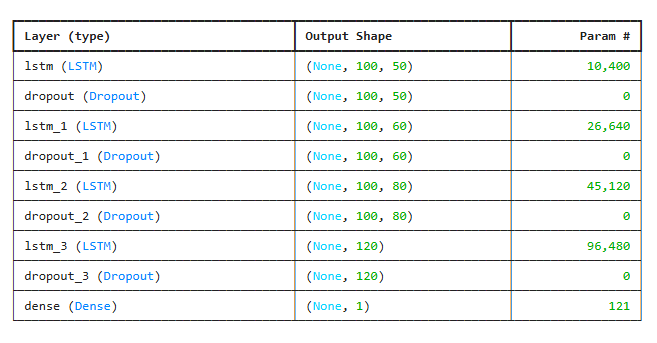 Layer (type) Output Shape Param #
lstm (LSTM) (None, 100, 50) 10,400
dropout (Dropout) (None, 100, 50) 0
lstm_1 (LSTM) (None, 100, 60) 26,640
dropout_1 (Dropout) (None, 100, 60) 0
lstm_2 (LSTM) (None, 100, 80) 45,120
dropout_2 (Dropout) (None, 100, 80) 0
lstm_3 (LSTM) (None, 120) 96,480
dropout_3 (Dropout) (None, 120) 0
dense (Dense) (None, 1) 121